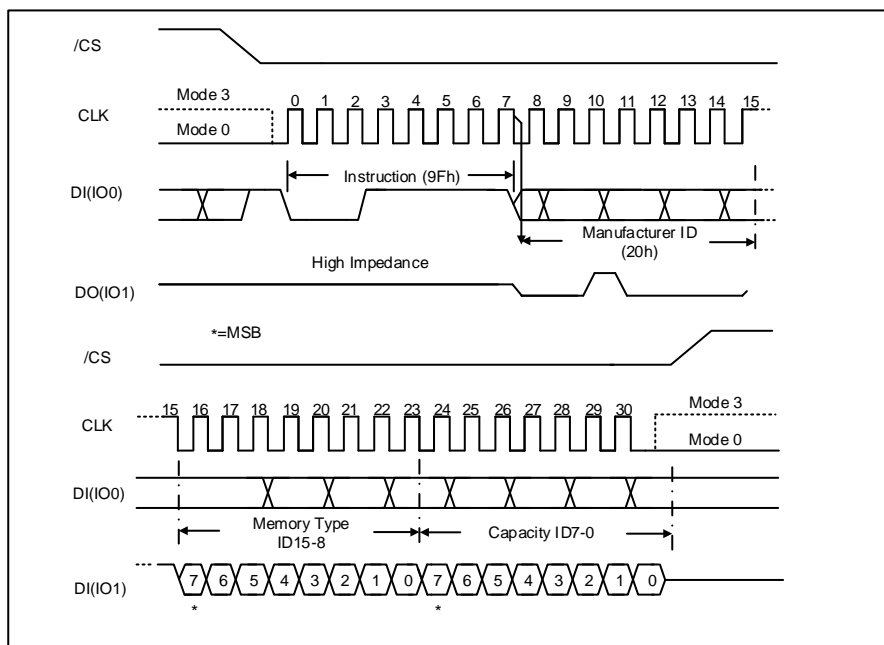 /CS
Mode 3
CLK
Mode 0
0 1 2 3 4 5 6 7 8 9 10 11 12 13 14 15
Instruction (9Fh)
DI(IO0)
Manufacturer ID
(20h)
High Impedance
DO(IO1)
*=MSB
/CS
15 16 17 18 19 20 21 22 23 24 25 26 27 28 29 30
Mode 3
CLK
Mode 0
DI(IO0)
Memory Type
ID15-8
Capacity ID7-0
DI(IO1)
7 6 5 4 3 2 1 0 7 6 5 4 3 2 1 0
* *